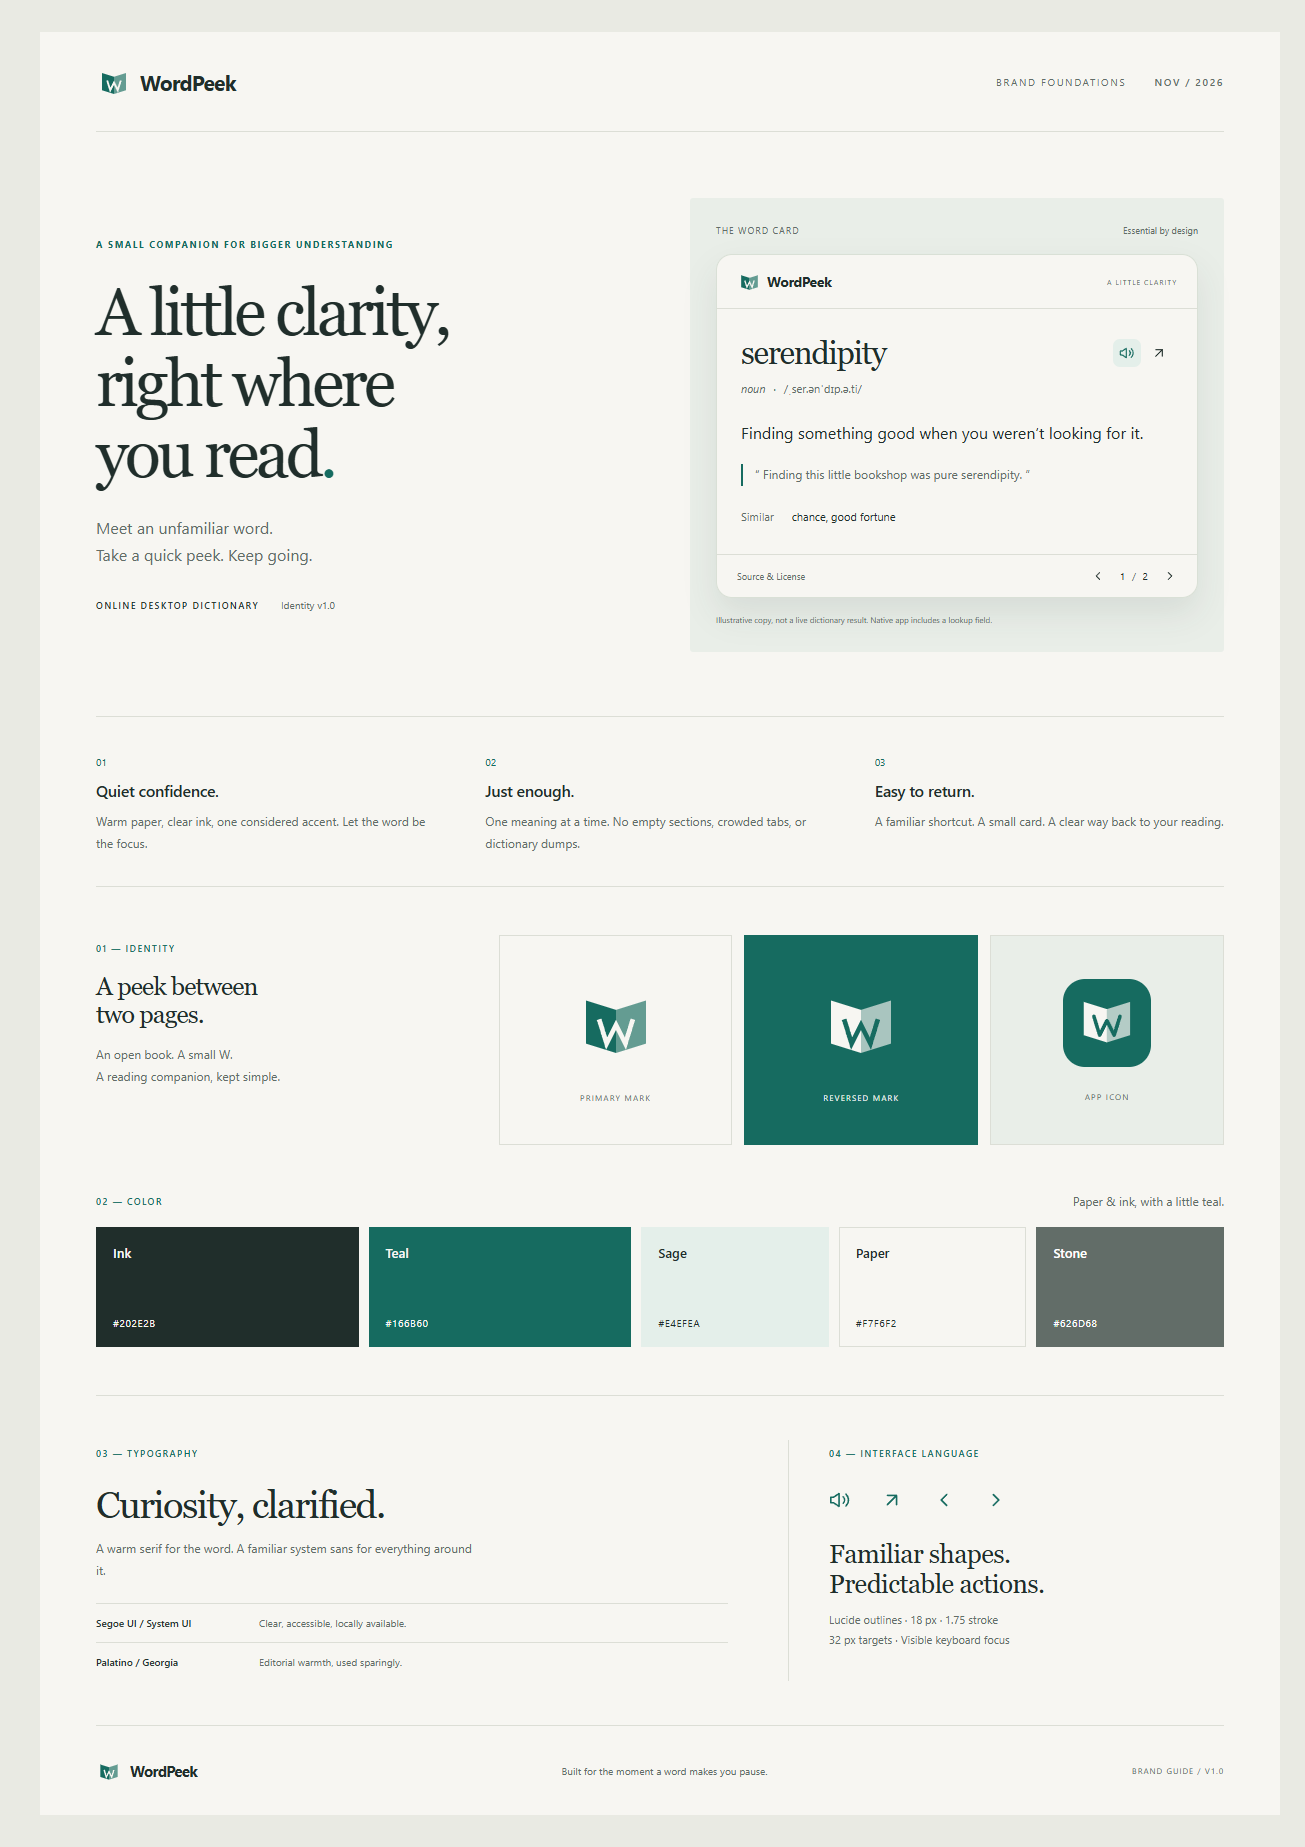 WordPeek
BRAND FOUNDATIONS NOV / 2026
A SMALL COMPANION FOR BIGGER UNDERSTANDING
A little clarity,
right where
you read.
Meet an unfamiliar word.
Take a quick peek. Keep going.
ONLINE DESKTOP DICTIONARY Identity v1.0
THE WORD CARD Essential by design
WordPeek A LITTLE CLARITY
serendipity
noun · /ˌser.ənˈdɪp.ə.ti/
Finding something good when you weren’t looking for it.
“ Finding this little bookshop was pure serendipity. ”
Similar chance, good fortune
Source & License 1 / 2
Illustrative copy, not a live dictionary result. Native app includes a lookup field.
01
Quiet confidence.
Warm paper, clear ink, one considered accent. Let the word be
the focus.
02
Just enough.
One meaning at a time. No empty sections, crowded tabs, or
dictionary dumps.
03
Easy to return.
A familiar shortcut. A small card. A clear way back to your reading.
01 — IDENTITY
A peek between
two pages.
An open book. A small W.
A reading companion, kept simple.
W
PRIMARY MARK
W
REVERSED MARK
W
APP ICON
02 — COLOR
Paper & ink, with a little teal.
Ink
#202E2B
Teal
#166B60
Sage
#E4EFEA
Paper
#F7F6F2
Stone
#626D68
03 — TYPOGRAPHY
Curiosity, clarified.
A warm serif for the word. A familiar system sans for everything around
it.
Segoe UI / System UI Clear, accessible, locally available.
Palatino / Georgia Editorial warmth, used sparingly.
04 — INTERFACE LANGUAGE
Familiar shapes.
Predictable actions.
Lucide outlines · 18 px · 1.75 stroke
32 px targets · Visible keyboard focus
WordPeek
Built for the moment a word makes you pause.
BRAND GUIDE / V1.0